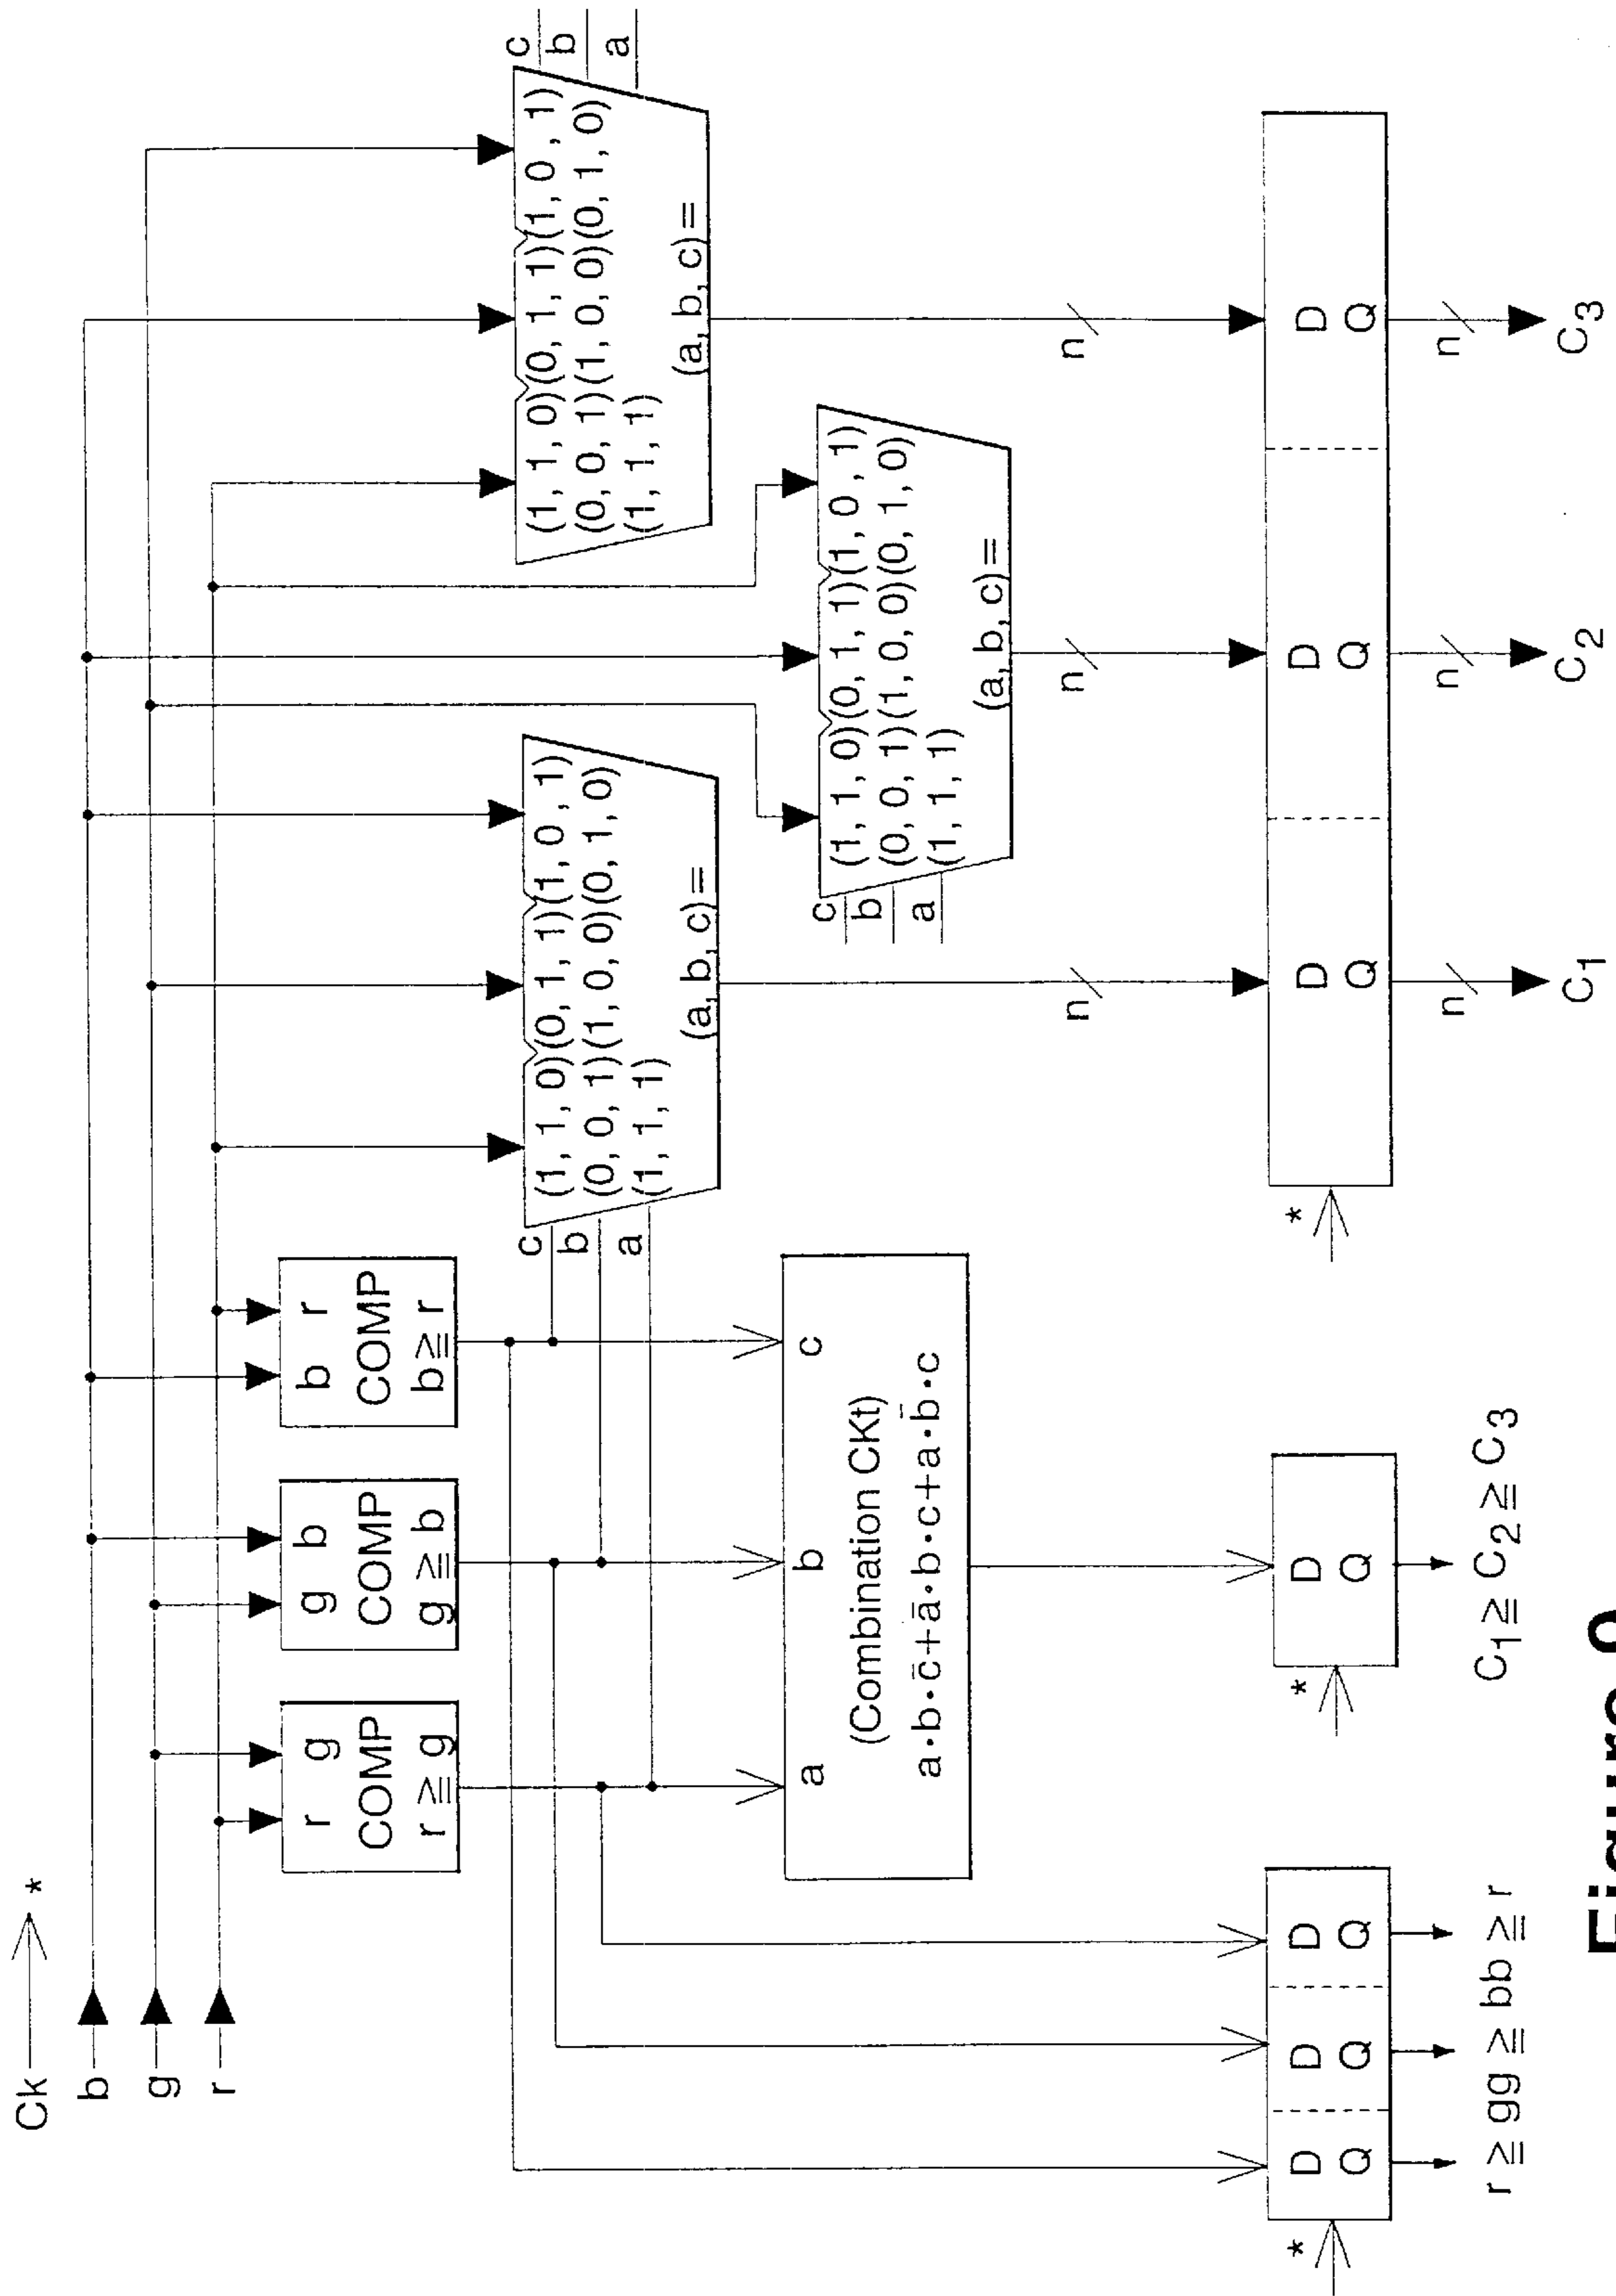 Ck *
b
g
r
r g
COMP
r ≧ g
g b
COMP
g ≧ b
b r
COMP
b ≧ r
c
b
a
(1, 1, 0)(0, 1, 1)(1, 0, 1)
(0, 0, 1)(1, 0, 0)(0, 1, 0)
(1, 1, 1)
(a, b, c)=
(1, 1, 0)(0, 1, 1)(1, 0, 1)
(0, 0, 1)(1, 0, 0)(0, 1, 0)
(1, 1, 1)
(a, b, c)=
c
b
a
c
b
a
(1, 1, 0)(0, 1, 1)(1, 0, 1)
(0, 0, 1)(1, 0, 0)(0, 1, 0)
(1, 1, 1)
(a, b, c)=
a b c
(Combination CKt)
a•b•c̄+ā•b•c+a•b̄•c
n n n
* D D D
Q Q Q
* D
Q
* D D D
Q Q Q
n n n
r ≧ gg ≧ bb ≧ r
C₁ ≧ C₂ ≧ C₃
C₁ C₂ C₃
Figure